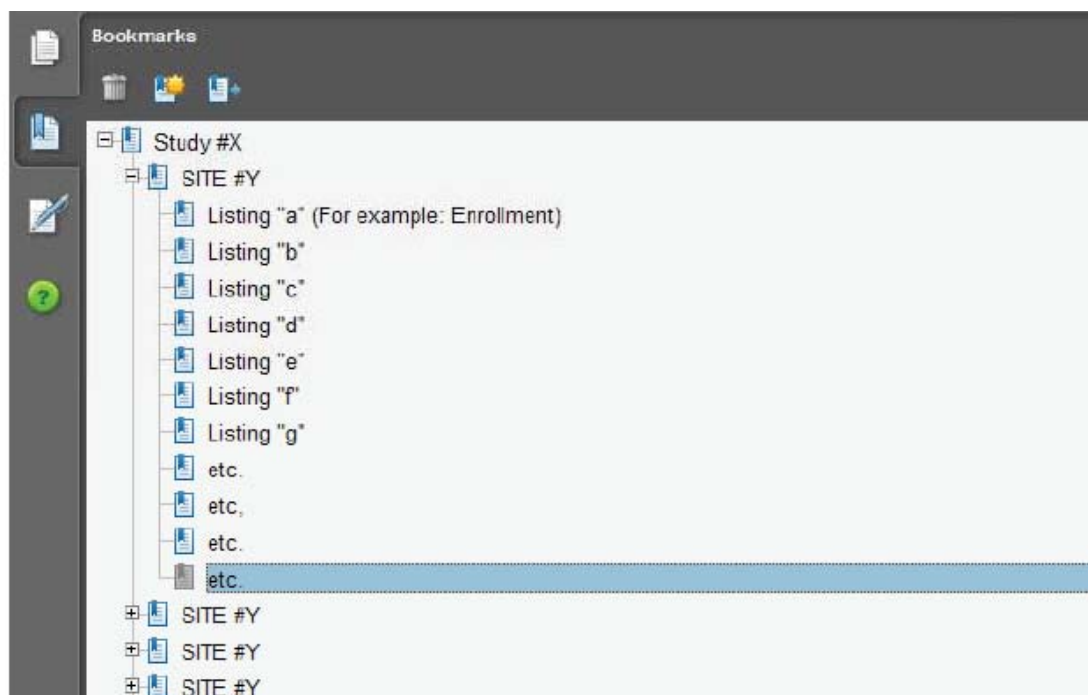 Bookmarks
Study #X
SITE #Y
Listing "a" (For example: Enrollment)
Listing "b"
Listing "c"
Listing "d"
Listing "e"
Listing "f"
Listing "g"
etc.
etc,
etc.
etc.
SITE #Y
SITE #Y
SITE #Y